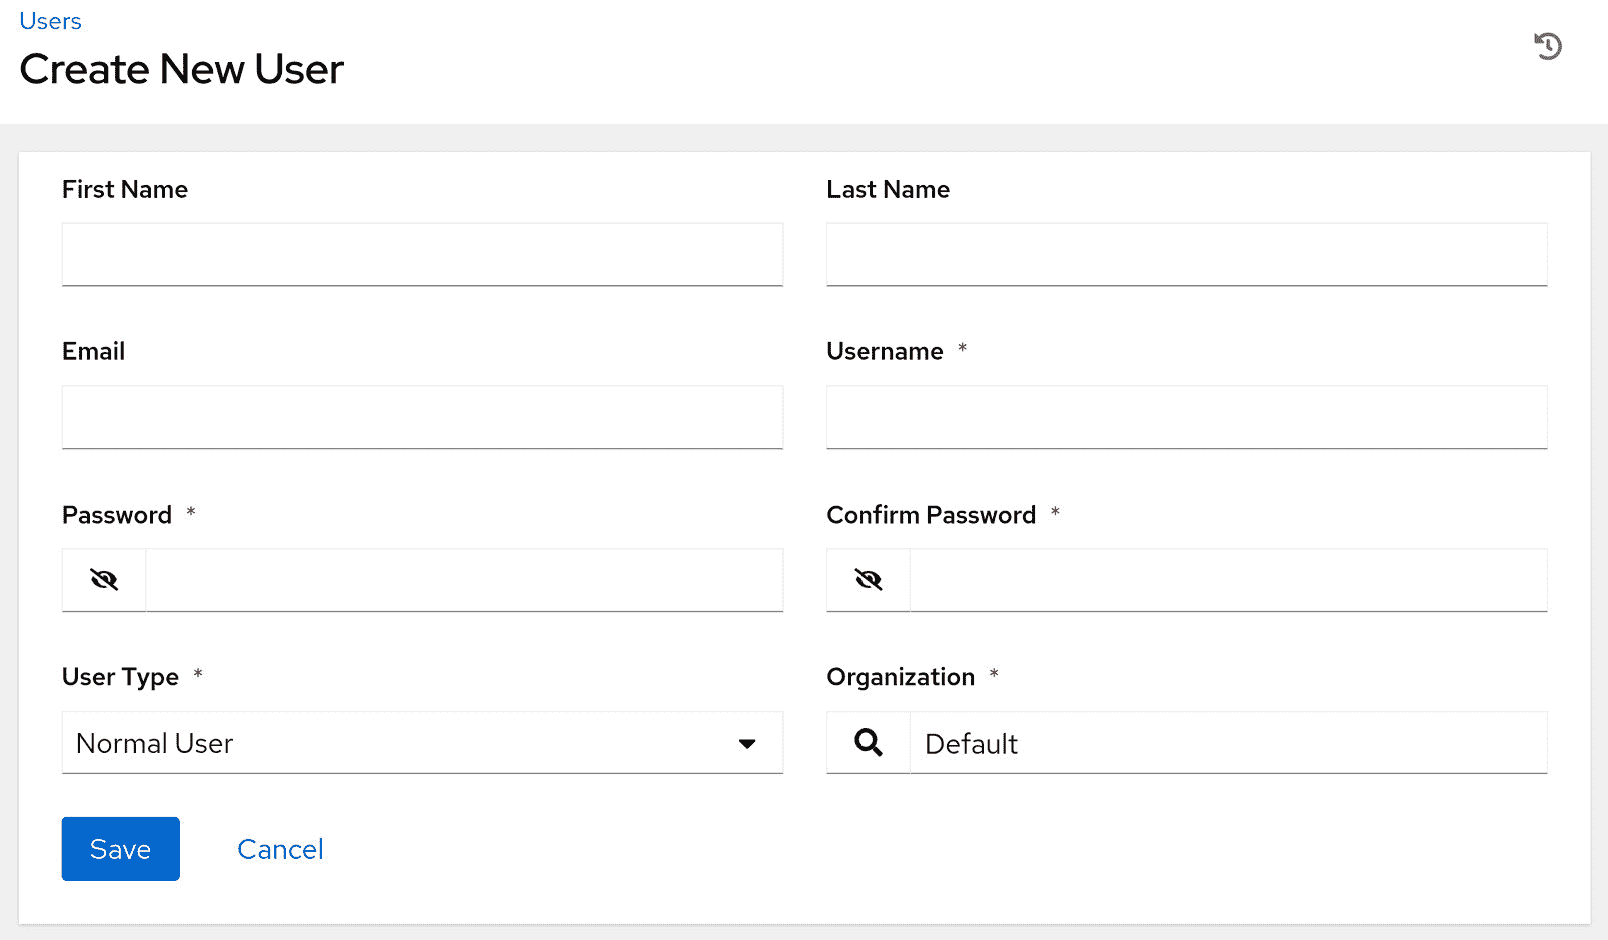 Users
Create New User
First Name
Last Name
Email
Username *
Password *
Confirm Password *
User Type *
Organization *
Normal User
Default
Save
Cancel